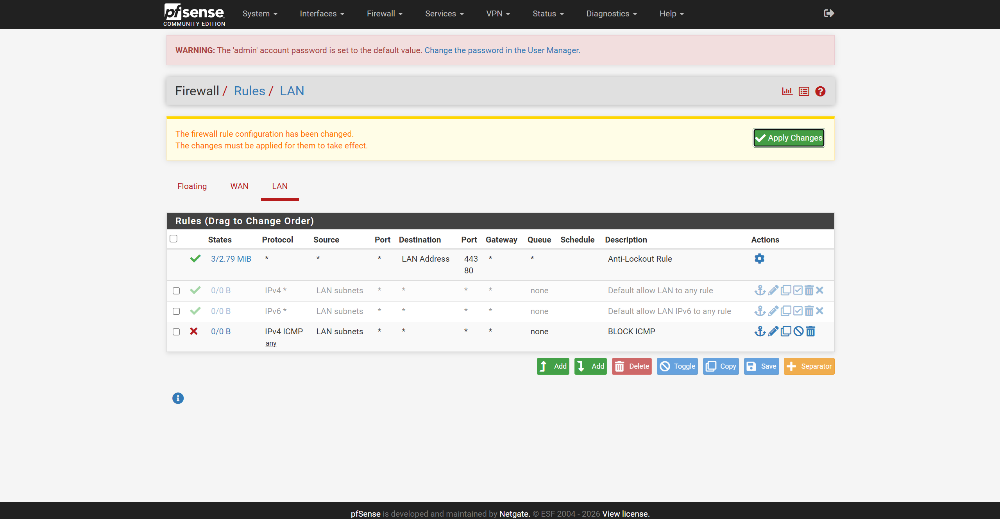 pfsense
COMMUNITY EDITION
System Interfaces Firewall Services VPN Status Diagnostics Help
WARNING: The 'admin' account password is set to the default value. Change the password in the User Manager.
Firewall / Rules / LAN
The firewall rule configuration has been changed.
The changes must be applied for them to take effect.
Apply Changes
Floating WAN LAN
Rules (Drag to Change Order)
States Protocol Source Port Destination Port Gateway Queue Schedule Description Actions
3/2.79 MiB * * * LAN Address 443 * * Anti-Lockout Rule
80
0/0 B IPv4 * LAN subnets * * * * none Default allow LAN to any rule
0/0 B IPv6 * LAN subnets * * * * none Default allow LAN IPv6 to any rule
0/0 B IPv4 ICMP LAN subnets * * * * none BLOCK ICMP
any
Add Add Delete Toggle Copy Save Separator
pfSense is developed and maintained by Netgate. © ESF 2004 - 2026 View license.